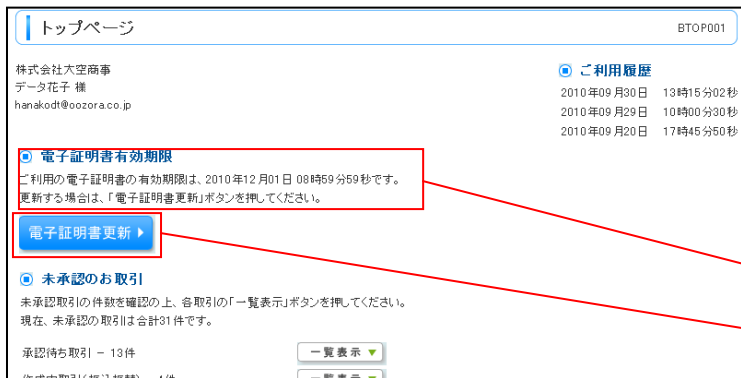 トップページ
BTOP001
株式会社大空商事
データ花子 様
hanakodt@oozora.co.jp
ご利用履歴
2010年09月30日 13時15分02秒
2010年09月29日 10時00分30秒
2010年09月20日 17時45分50秒
電子証明書有効期限
ご利用の電子証明書の有効期限は、2010年12月01日 08時59分59秒です。
更新する場合は、「電子証明書更新」ボタンを押してください。
電子証明書更新
未承認のお取引
未承認取引の件数を確認の上、各取引の「一覧表示」ボタンを押してください。
現在、未承認の取引は合計31件です。
承認待ち取引 － 13件
一覧表示 ▼